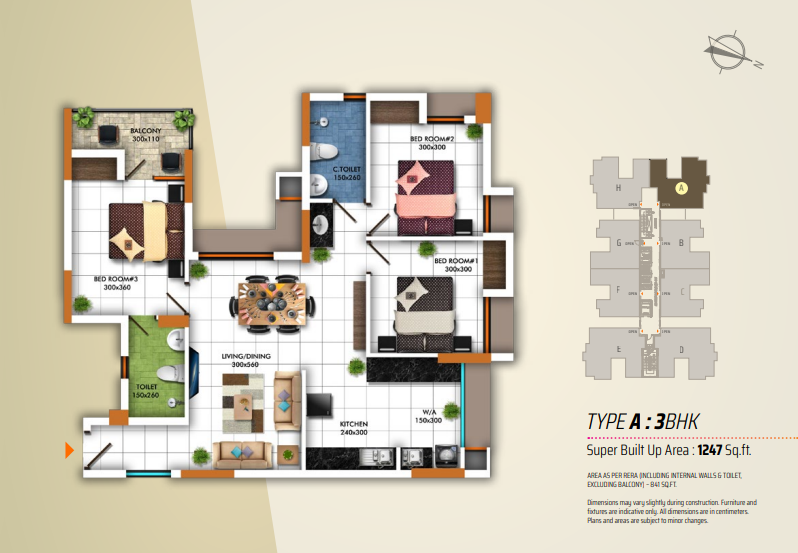 N
BALCONY
300x110
C.TOILET
150x260
BED ROOM#2
300x300
BED ROOM#1
300x300
BED ROOM#3
300x360
LIVING/DINING
300x560
TOILET
150x260
KITCHEN
240x300
W/A
150x300
H
A
G
B
F
C
E
D
TYPE A : 3BHK
Super Built Up Area : 1247 Sq.ft.
AREA AS PER RERA (INCLUDING INTERNAL WALLS & TOILET,
EXCLUDING BALCONY) – 841 SQ.FT.
Dimensions may vary slightly during construction. Furniture and
fixtures are indicative only. All dimensions are in centimeters.
Plans and areas are subject to minor changes.